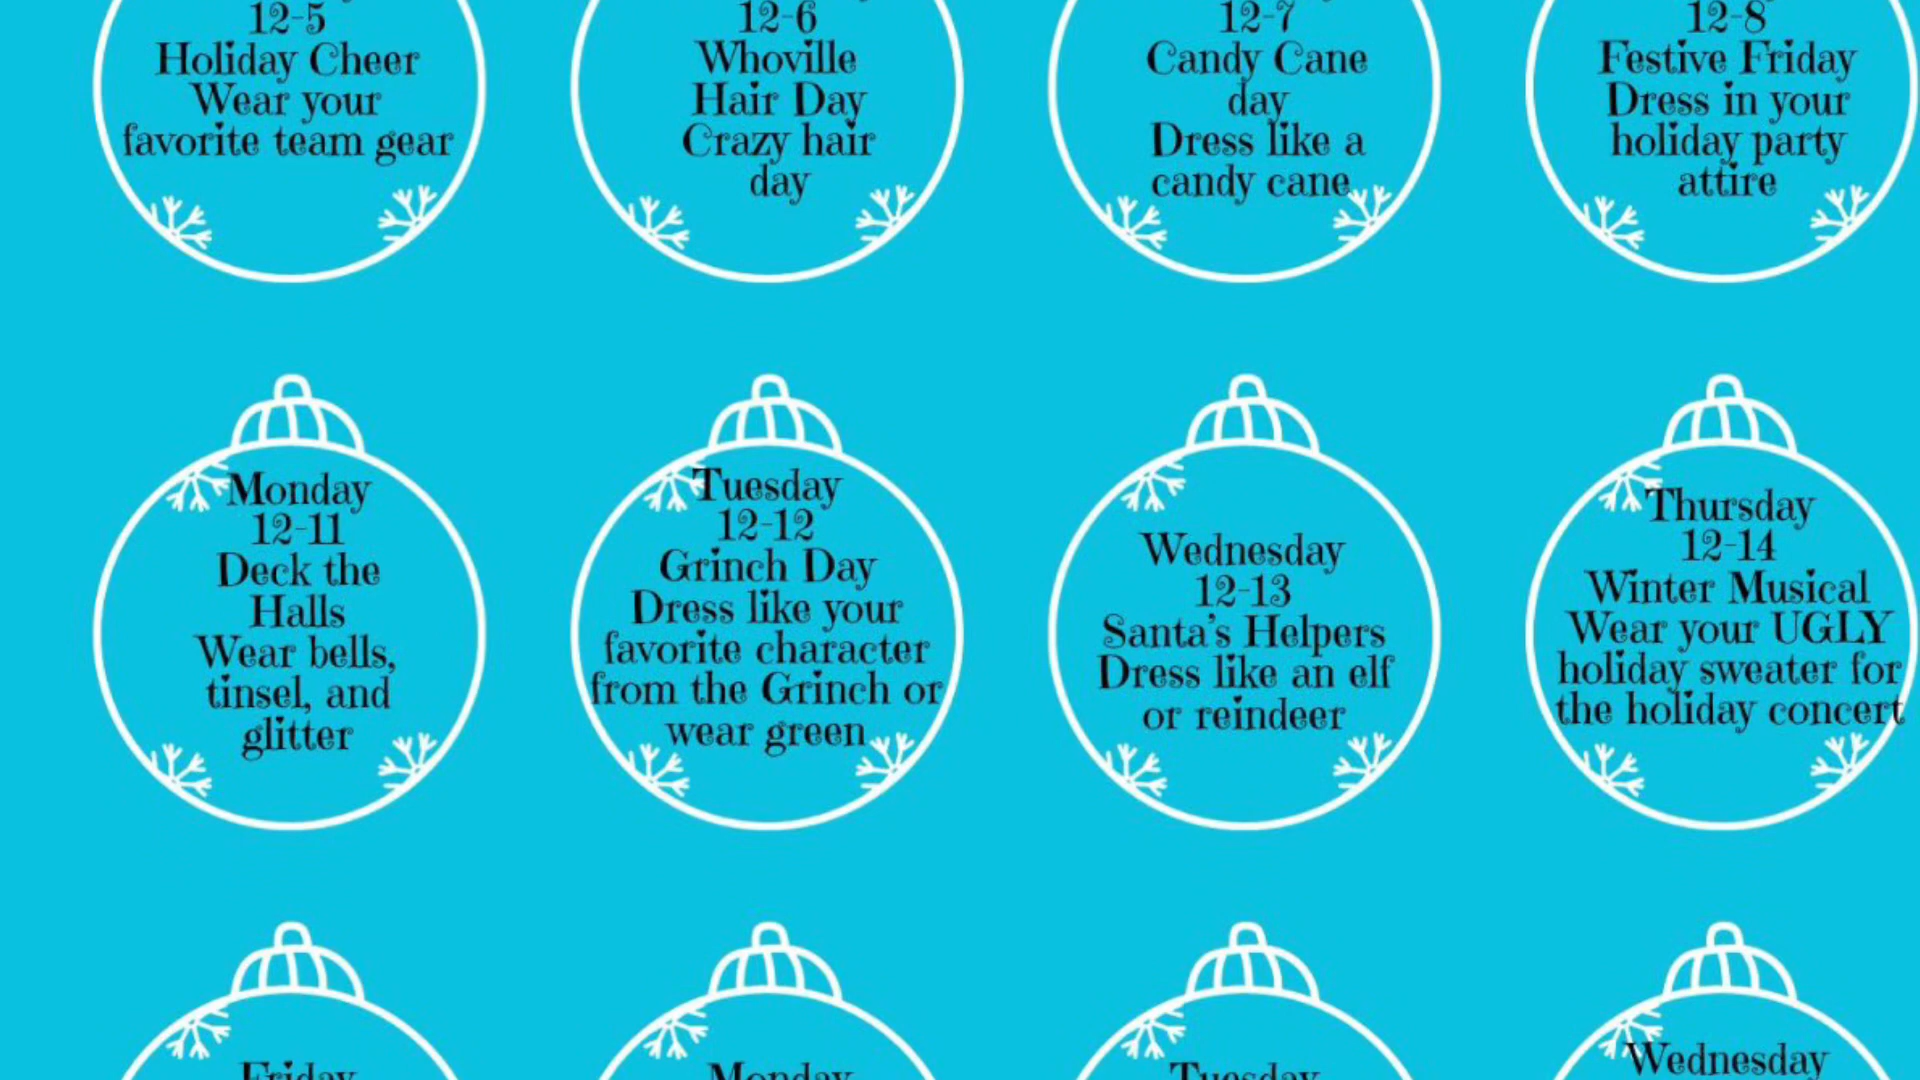 12-5
Holiday Cheer
Wear your
favorite team gear
12-6
Whoville
Hair Day
Crazy hair
day
12-7
Candy Cane
day
Dress like a
candy cane
12-8
Festive Friday
Dress in your
holiday party
attire
Monday
12-11
Deck the
Halls
Wear bells,
tinsel, and
glitter
Tuesday
12-12
Grinch Day
Dress like your
favorite character
from the Grinch or
wear green
Wednesday
12-13
Santa's Helpers
Dress like an elf
or reindeer
Thursday
12-14
Winter Musical
Wear your UGLY
holiday sweater for
the holiday concert
Friday
Monday
Tuesday
Wednesday